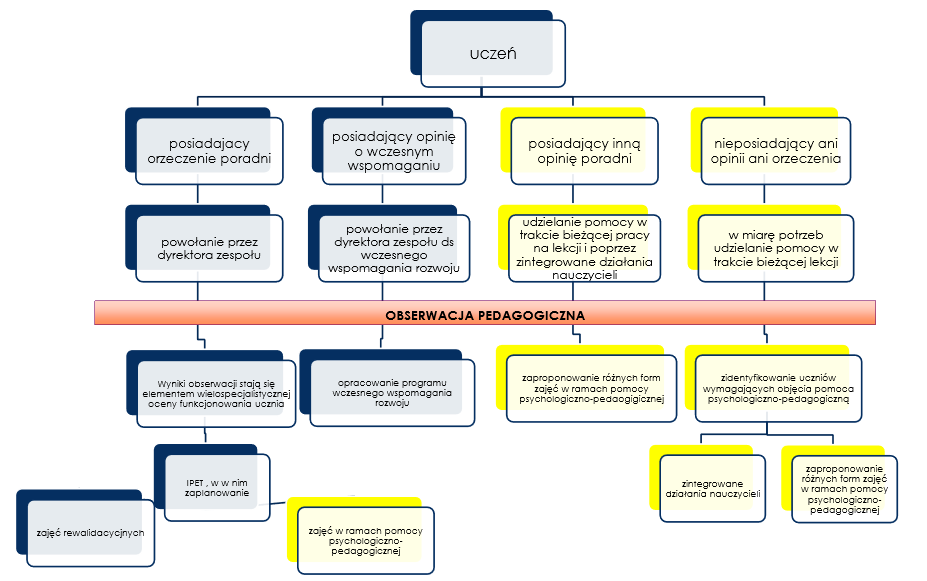 uczeń
posiadajacy
orzeczenie poradni
posiadający opinię
o wczesnym
wspomaganiu
posiadający inną
opinię poradni
nieposiadający ani
opinii ani orzeczenia
powołanie przez
dyrektora zespołu
powołanie przez
dyrektora zespołu ds
wczesnego
wspomagania rozwoju
udzielanie pomocy w
trakcie bieżącej pracy
na lekcji i poprzez
zintegrowane działania
nauczycieli
w miarę potrzeb
udzielanie pomocy w
trakcie bieżącej lekcji
OBSERWACJA PEDAGOGICZNA
Wyniki obserwacji stają się
elementem wielospecjalistycznej
oceny funkcjonowania ucznia
opracowanie programu
wczesnego wspomagania
rozwoju
zaproponowanie różnych form
zajęć w ramach pomocy
psychologiczno-pedagigicznej
zidentyfikowanie uczniów
wymagających objęcia pomoca
psychologiczno-pedagogiczną
IPET , w w nim
zaplanowanie
zintegrowane
działania nauczycieli
zaproponowanie
różnych form zajęć
w ramach pomocy
psychologiczno-
pedagogicznej
zajęć rewalidacycjnych
zajęć w ramach pomocy
psychologiczno-
pedagogicznej